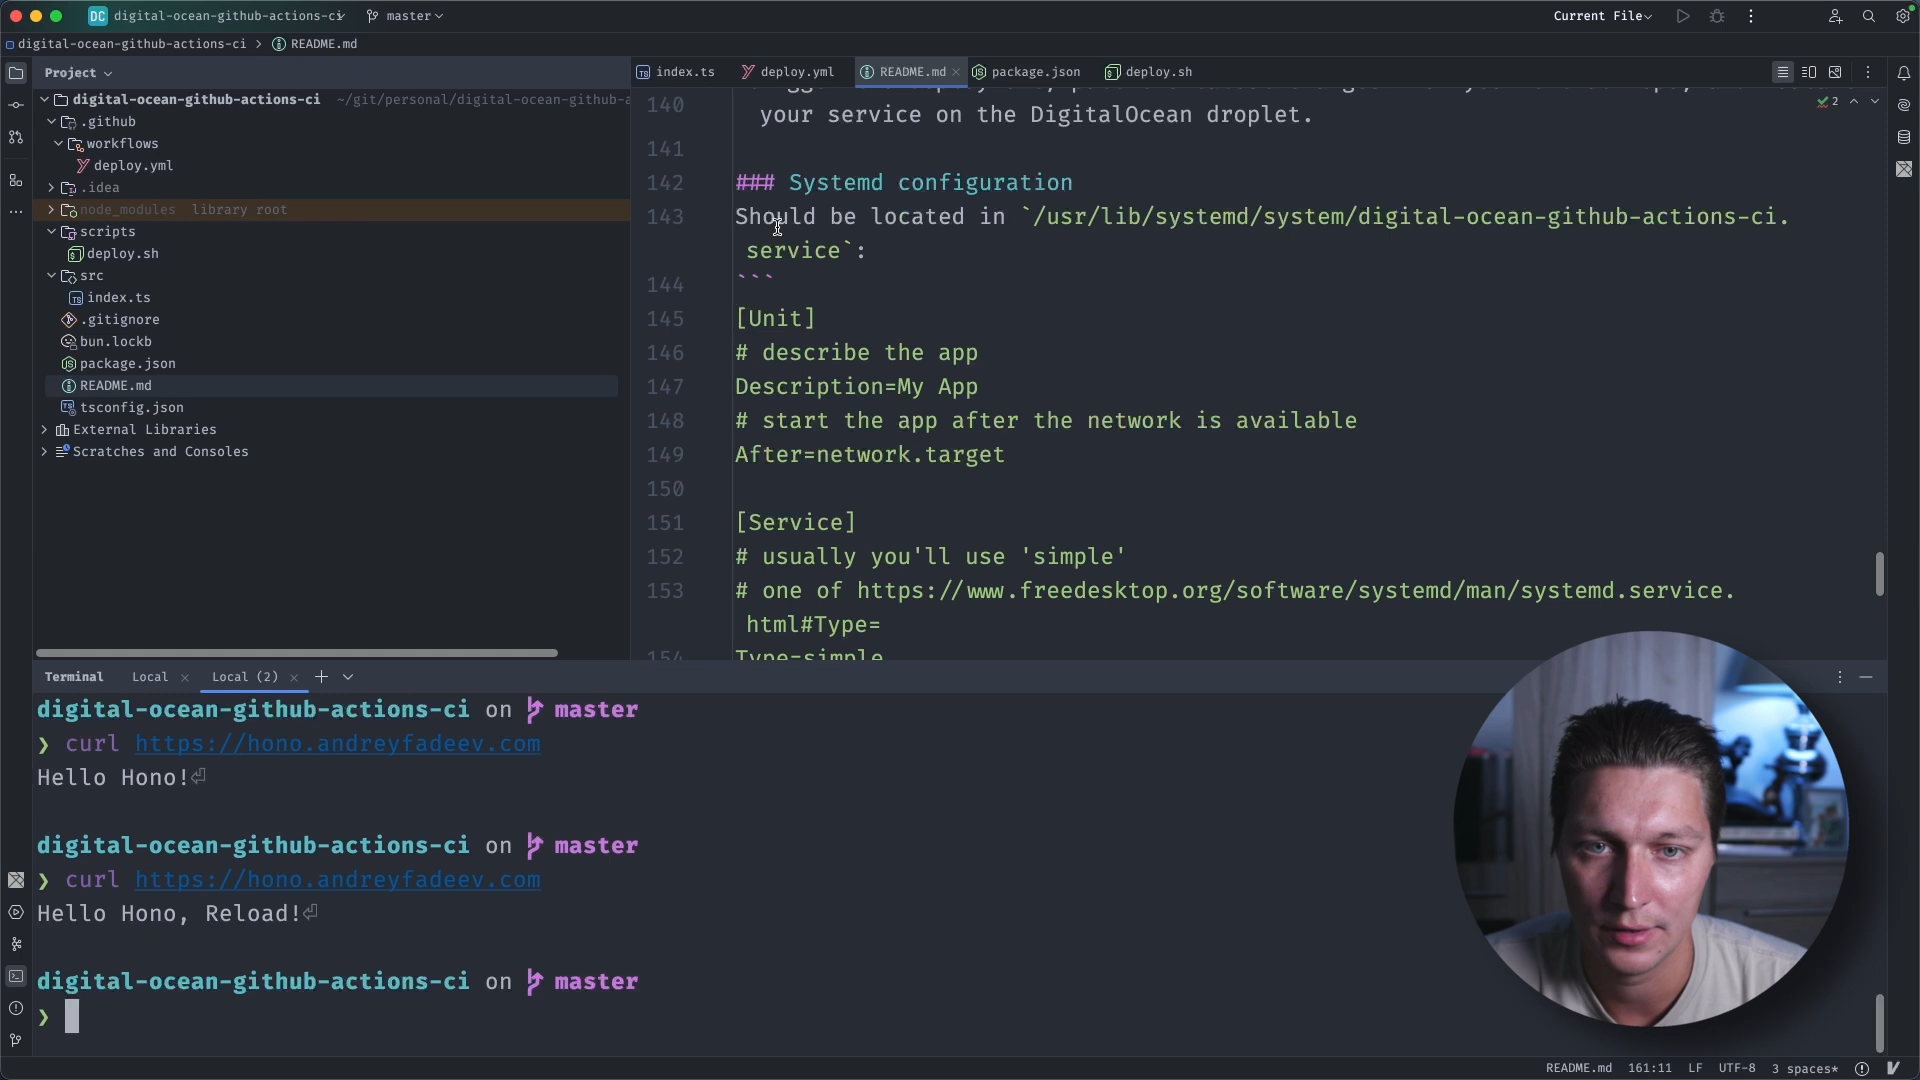 DC digital-ocean-github-actions-ci master Current File
digital-ocean-github-actions-ci > README.md
Project
index.ts deploy.yml README.md package.json deploy.sh
digital-ocean-github-actions-ci ~/git/personal/digital-ocean-github-a
.github
workflows
deploy.yml
.idea
node_modules library root
scripts
deploy.sh
src
TS index.ts
.gitignore
bun.lockb
package.json
README.md
tsconfig.json
External Libraries
Scratches and Consoles
2
140
your service on the DigitalOcean droplet.
141
142 ### Systemd configuration
143 Should be located in `/usr/lib/systemd/system/digital-ocean-github-actions-ci.
service`:
144 ```
145 [Unit]
146 # describe the app
147 Description=My App
148 # start the app after the network is available
149 After=network.target
150
151 [Service]
152 # usually you'll use 'simple'
153 # one of https://www.freedesktop.org/software/systemd/man/systemd.service.
html#Type=
154 Type=simple
Terminal Local Local (2)
digital-ocean-github-actions-ci on master
❯ curl https://hono.andreyfadeev.com
Hello Hono!⏎
digital-ocean-github-actions-ci on master
❯ curl https://hono.andreyfadeev.com
Hello Hono, Reload!⏎
digital-ocean-github-actions-ci on master
❯
README.md 161:11 LF UTF-8 3 spaces*